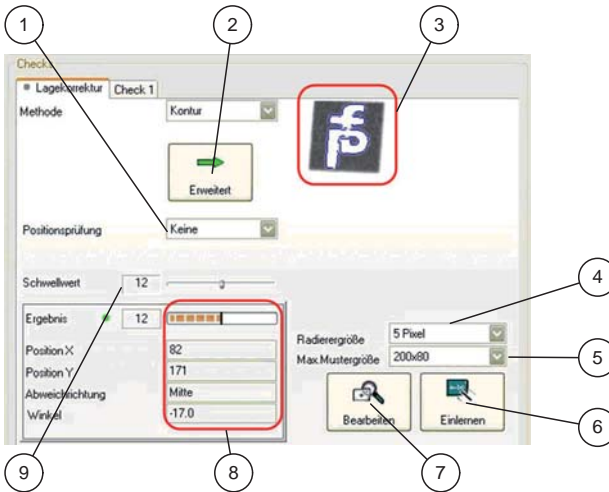 1 2 3
Checks
Lagekorrektur Check 1
Methode Kontur
Erweitert
Positionsprüfung Keine
4
Schwellwert 12
Ergebnis 12
Radierergröße 5 Pixel
Position X 82
Max.Mustergröße 200x80
5
Position Y 171
Abweichrichtung Mitte
Winkel -17.0
Bearbeiten Einlernen
6
9 8 7